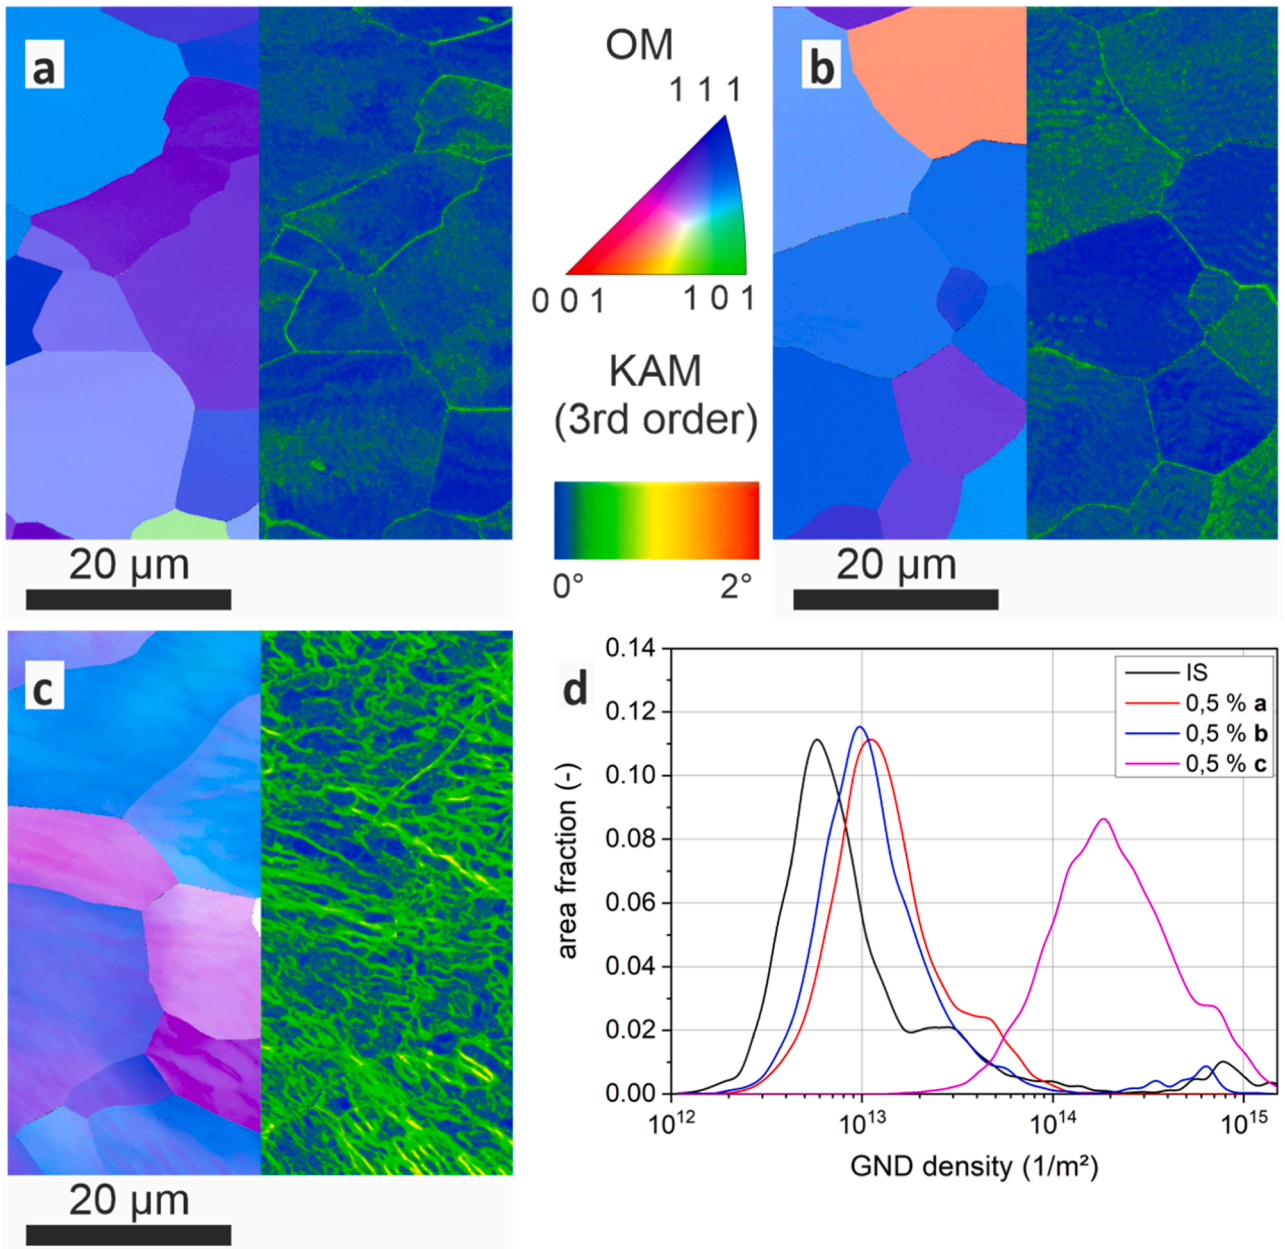 a
OM
1 1 1
0 0 1
1 0 1
KAM
(3rd order)
0°
2°
20 µm
b
20 µm
c
20 µm
d
IS
0,5 % a
0,5 % b
0,5 % c
0.14
0.12
0.10
0.08
0.06
0.04
0.02
0.00
area fraction (-)
10¹²
10¹³
10¹⁴
10¹⁵
GND density (1/m²)